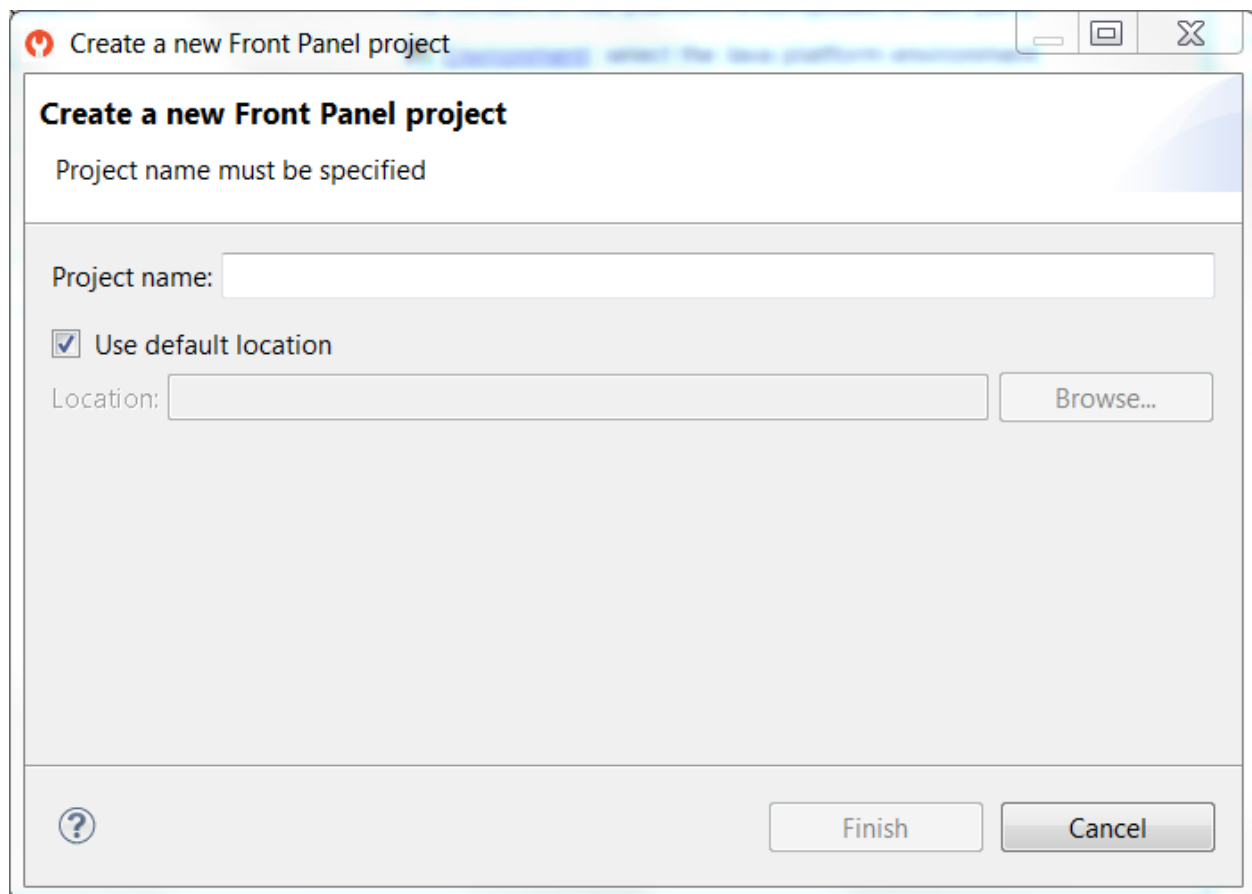 Create a new Front Panel project
Create a new Front Panel project
Project name must be specified
Project name:
Use default location
Location:
Browse...
Finish
Cancel